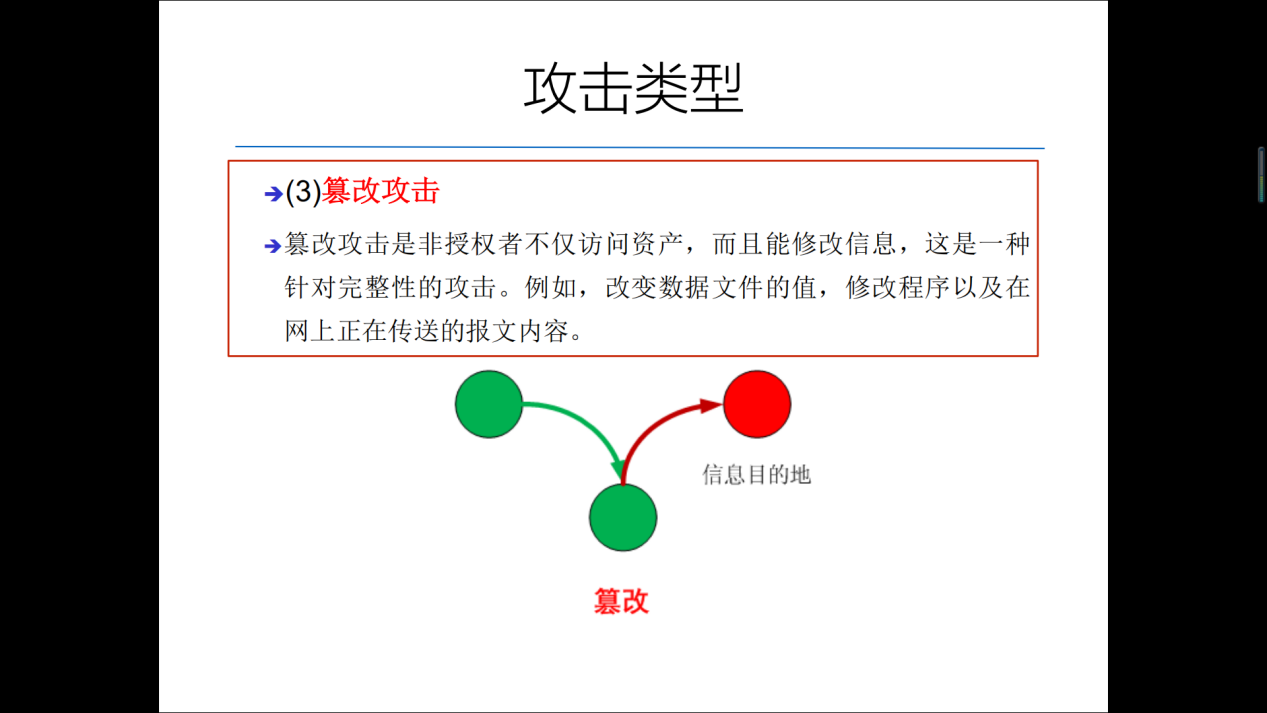 攻击类型
➔(3)篡改攻击
➔篡改攻击是非授权者不仅访问资产，而且能修改信息，这是一种
针对完整性的攻击。例如，改变数据文件的值，修改程序以及在
网上正在传送的报文内容。
信息目的地
篡改